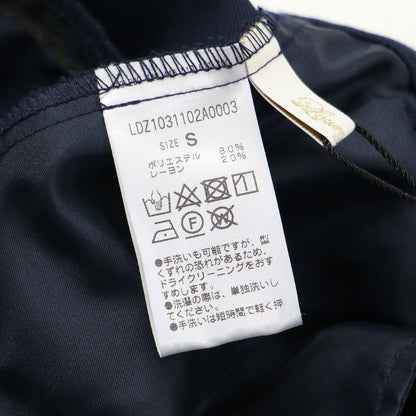 LDZ1031102A0003
SIZE S
ポリエステル 80%
レーヨン 20%
●手洗いも可能ですが、型
くずれの恐れがあるため、
ドライクリーニングをおす
すめします。
●洗濯の際は、単独洗いし
てください。
●手洗いは短時間で軽く押